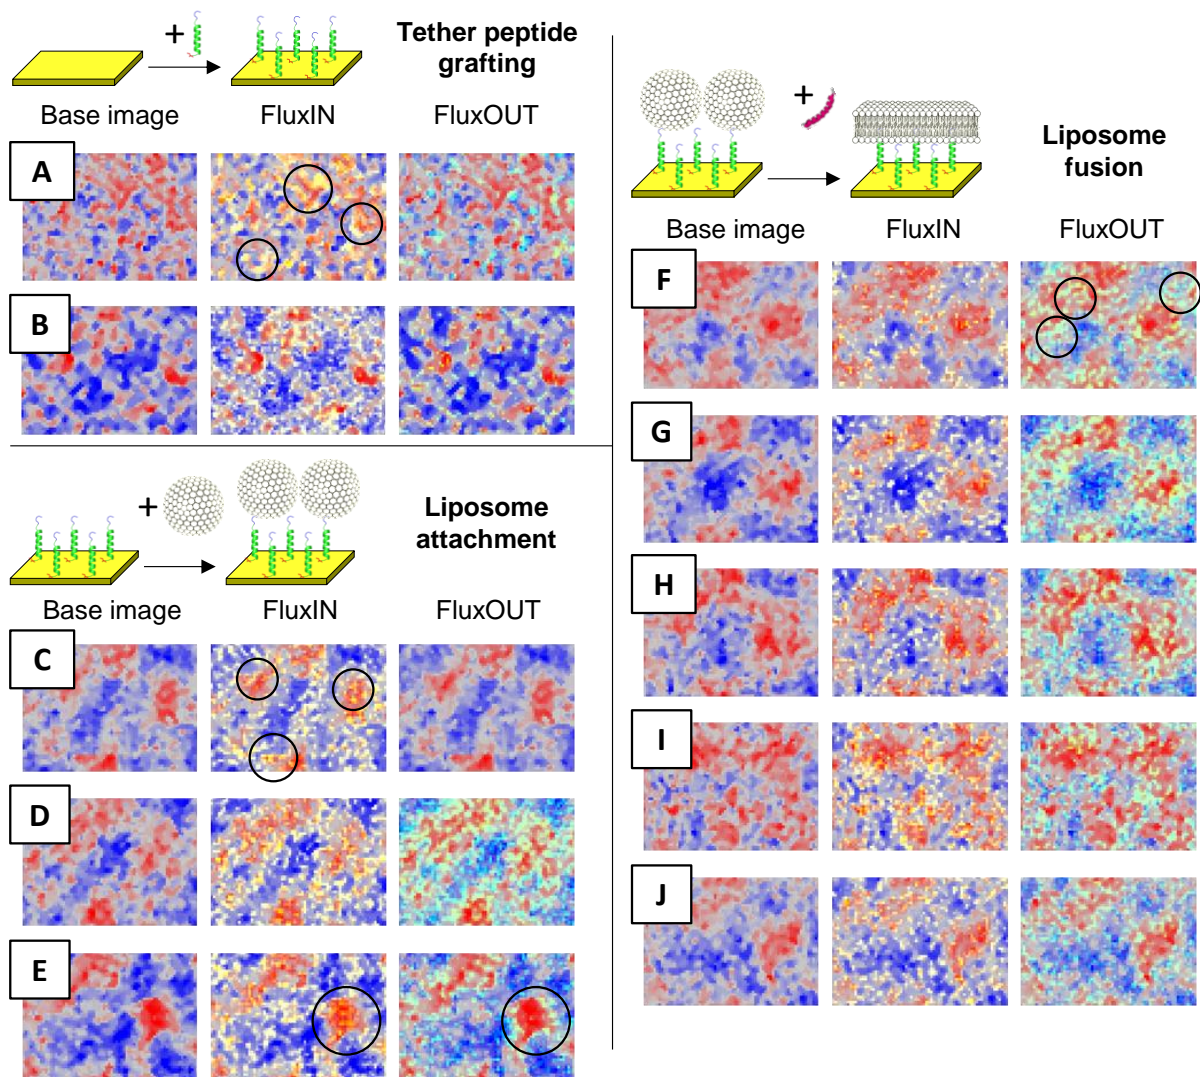 +
Tether peptide
grafting
Base image FluxIN FluxOUT
A
B
+
Liposome
attachment
Base image FluxIN FluxOUT
C
D
E
+
Liposome
fusion
Base image FluxIN FluxOUT
F
G
H
I
J